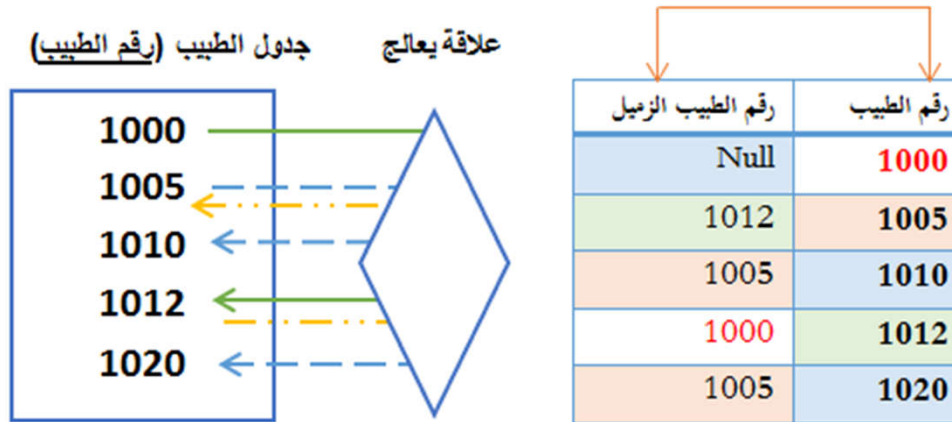 علاقة يعالج
جدول الطبيب (رقم الطبيب)
1000
1005
1010
1012
1020
رقم الطبيب رقم الطبيب الزميل
1000 Null
1005 1012
1010 1005
1012 1000
1020 1005